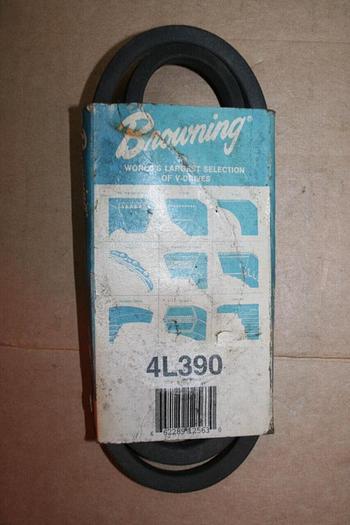 Browning®
WORLD'S LARGEST SELECTION
OF V-DRIVES
4L390